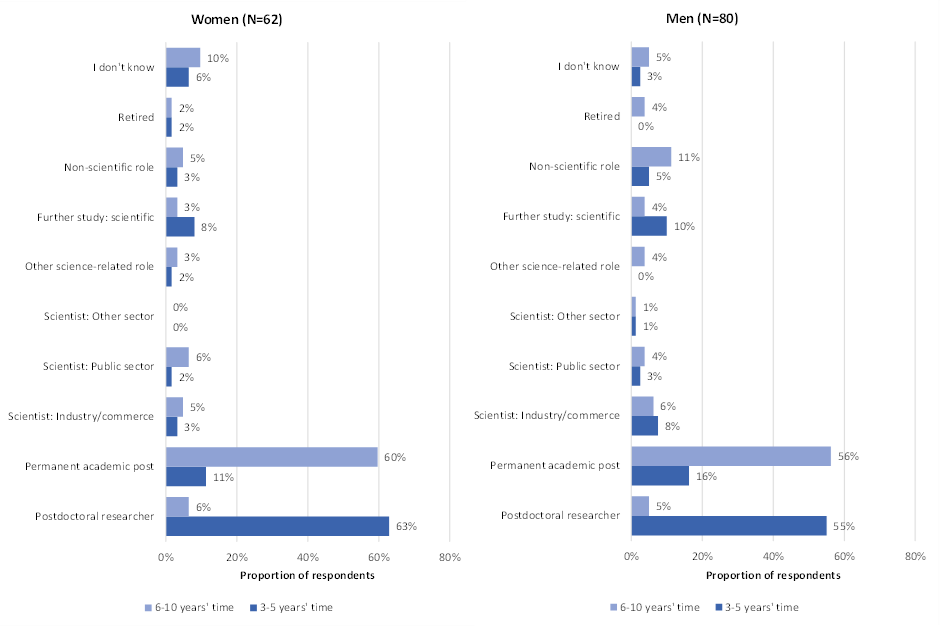 Women (N=62)
I don't know
10%
6%
Retired
2%
2%
Non-scientific role
5%
3%
Further study: scientific
3%
8%
Other science-related role
3%
2%
Scientist: Other sector
0%
0%
Scientist: Public sector
6%
2%
Scientist: Industry/commerce
5%
3%
Permanent academic post
60%
11%
Postdoctoral researcher
6%
63%
0% 20% 40% 60% 80%
Proportion of respondents
6-10 years' time 3-5 years' time
Men (N=80)
I don't know
5%
3%
Retired
4%
0%
Non-scientific role
11%
5%
Further study: scientific
4%
10%
Other science-related role
4%
0%
Scientist: Other sector
1%
1%
Scientist: Public sector
4%
3%
Scientist: Industry/commerce
6%
8%
Permanent academic post
56%
16%
Postdoctoral researcher
5%
55%
0% 20% 40% 60% 80%
Proportion of respondents
6-10 years' time 3-5 years' time